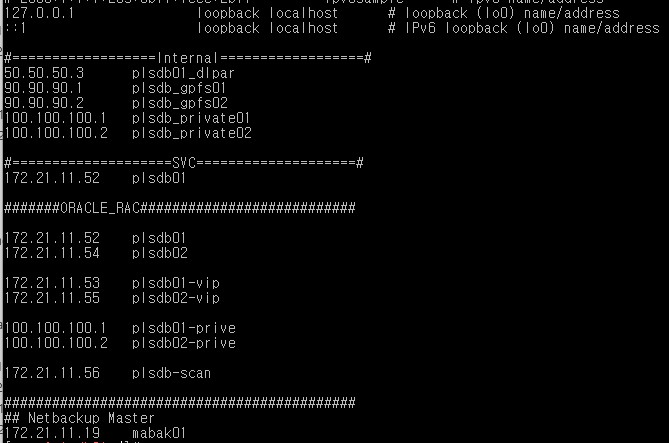 127.0.0.1 loopback localhost # loopback (lo0) name/address
::1 loopback localhost # IPv6 loopback (lo0) name/address
#===================Internal=================#
50.50.50.3 plsdb01_dlpar
90.90.90.1 plsdb_gpfs01
90.90.90.2 plsdb_gpfs02
100.100.100.1 plsdb_private01
100.100.100.2 plsdb_private02
#===================SVC===================#
172.21.11.52 plsdb01
#######ORACLE_RAC##########################
172.21.11.52 plsdb01
172.21.11.54 plsdb02
172.21.11.53 plsdb01-vip
172.21.11.55 plsdb02-vip
100.100.100.1 plsdb01-prive
100.100.100.2 plsdb02-prive
172.21.11.56 plsdb-scan
##########################################
## Netbackup Master
172.21.11.19 mabak01